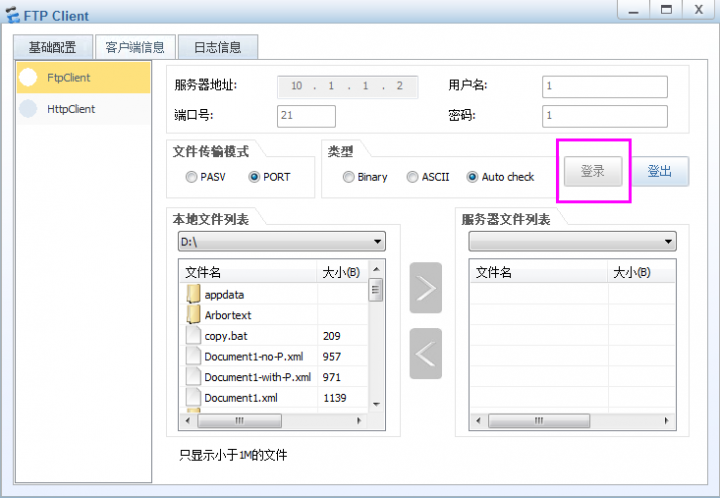 FTP Client
基础配置 客户端信息 日志信息
FtpClient
HttpClient
服务器地址: 10 . 1 . 1 . 2 用户名: 1
端口号: 21 密码: 1
文件传输模式 类型
PASV PORT Binary ASCII Auto check 登录 登出
本地文件列表 服务器文件列表
D:\
文件名 大小(B) 文件名 大小(B)
appdata
Arbortext
copy.bat 209
Document1-no-P.xml 957
Document1-with-P.xml 971
Document1.xml 1139
只显示小于1M的文件